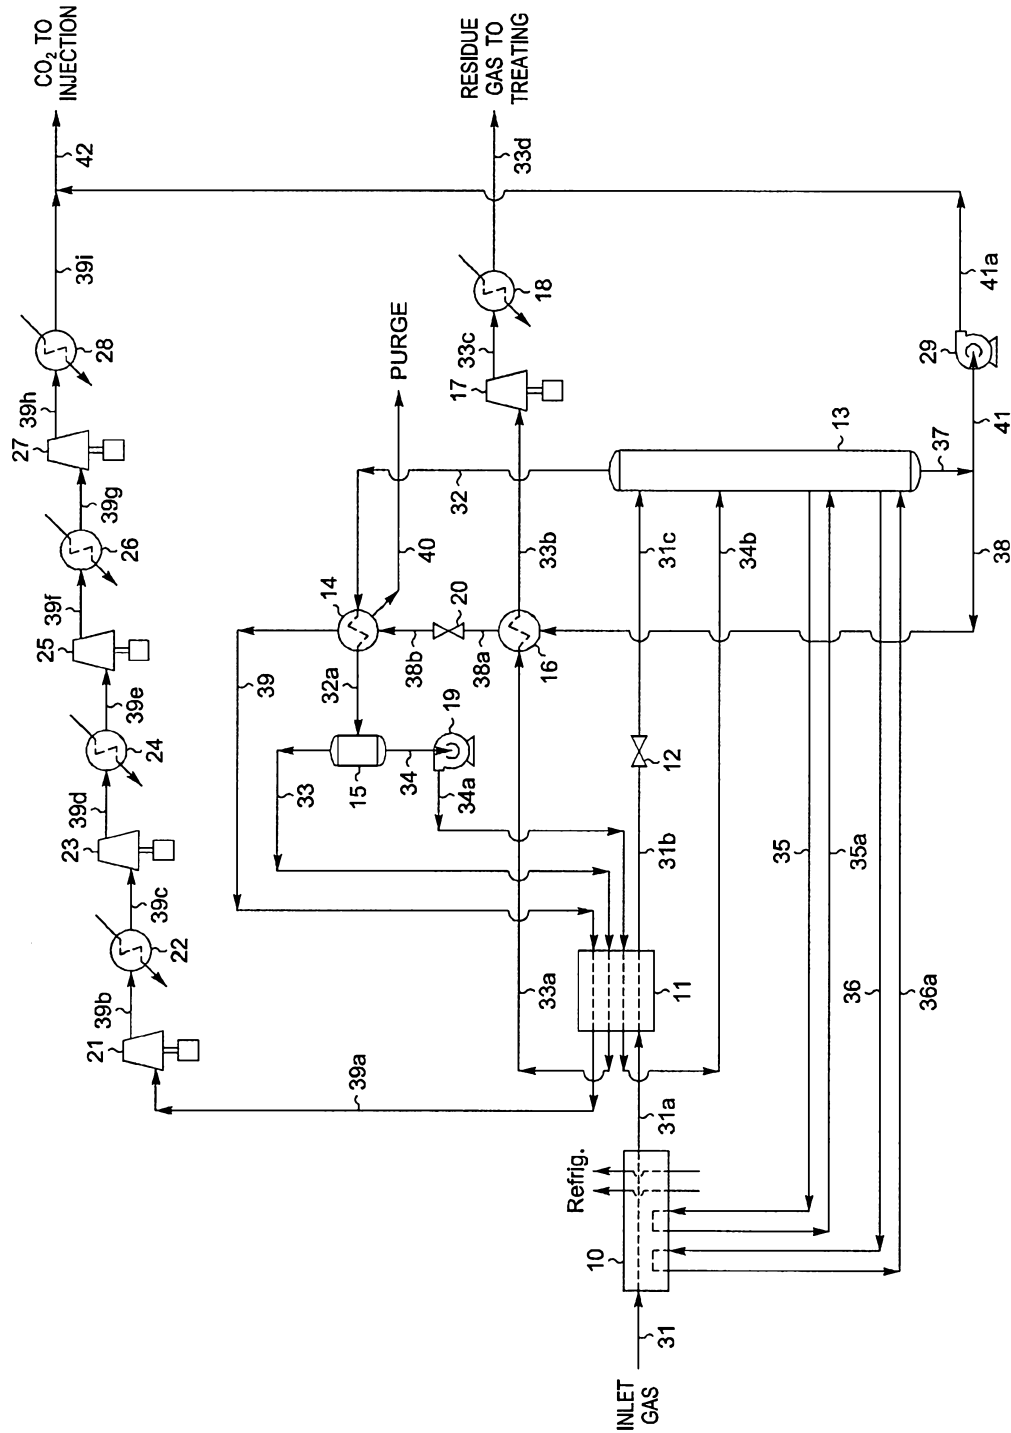 CO₂ TO
INJECTION
42
39i
28
39h
27
39g
26
39f
25
39e
24
39d
23
39c
22
39b
21
39a
RESIDUE
GAS TO
TREATING
33d
18
33c
17
33b
PURGE
40
32
14
39
32a
38b
20
38a
16
33
15
34
19
34a
33a
11
31b
12
31c
34b
13
37
41
29
41a
38
35
35a
36
36a
31a
Refrig.
10
31
INLET
GAS